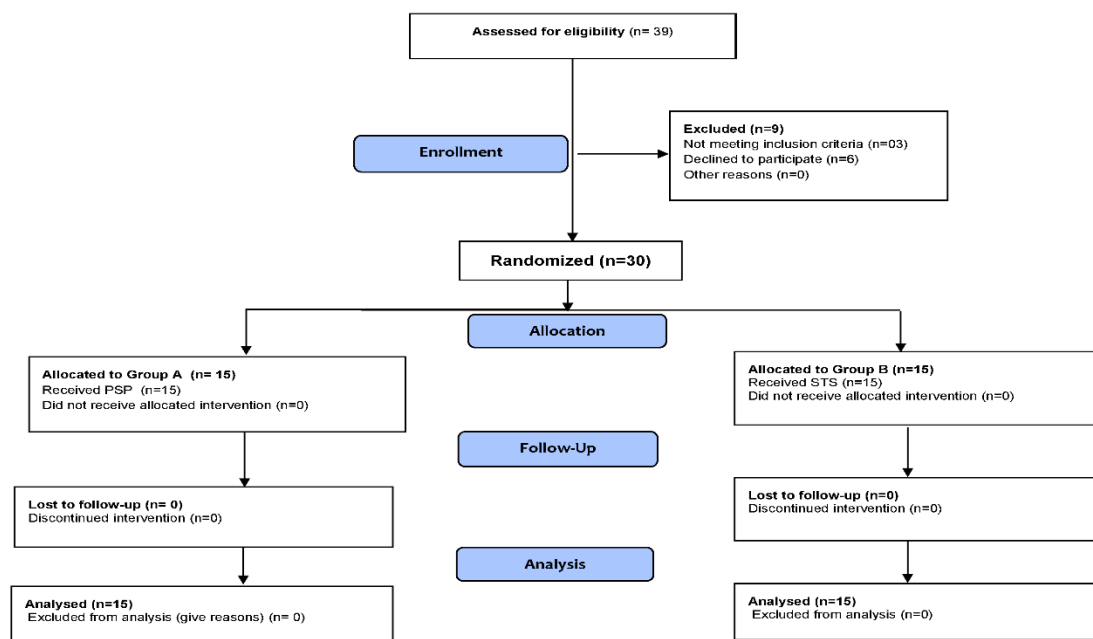 Assessed for eligibility (n= 39)
Enrollment
Excluded (n=9)
Not meeting inclusion criteria (n=03)
Declined to participate (n=6)
Other reasons (n=0)
Randomized (n=30)
Allocation
Allocated to Group A (n= 15)
Received PSP (n=15)
Did not receive allocated intervention (n=0)
Allocated to Group B (n=15)
Received STS (n=15)
Did not receive allocated intervention (n=0)
Follow-Up
Lost to follow-up (n= 0)
Discontinued intervention (n=0)
Lost to follow-up (n=0)
Discontinued intervention (n=0)
Analysis
Analysed (n=15)
Excluded from analysis (give reasons) (n= 0)
Analysed (n=15)
Excluded from analysis (n=0)